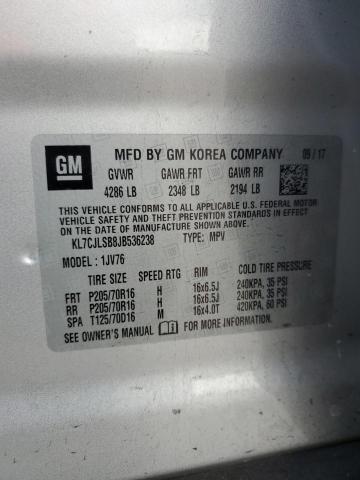 GM
MFD BY GM KOREA COMPANY 09/17
GVWR GAWR FRT GAWR RR
4286 LB 2348 LB 2194 LB
THIS VEHICLE CONFORMS TO ALL APPLICABLE U.S. FEDERAL MOTOR
VEHICLE SAFETY AND THEFT PREVENTION STANDARDS IN EFFECT ON
THE DATE OF MANUFACTURE SHOWN ABOVE.
KL7CJLSB8JB536238 TYPE: MPV
MODEL : 1JV76
SPEED RTG RIM COLD TIRE PRESSURE
FRT P205/70R16 H 16x6.5J 240KPA, 35 PSI
RR P205/70R16 H 16x6.5J 240KPA, 35 PSI
SPA T125/70D16 M 16x4.0T 420KPA, 60 PSI
SEE OWNER'S MANUAL FOR MORE INFORMATION